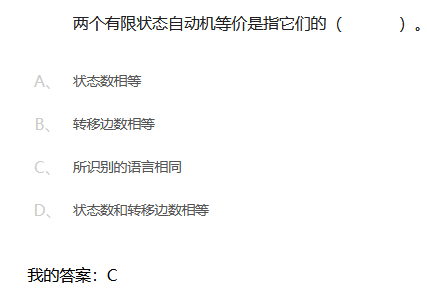 两个有限状态自动机等价是指它们的（　　　）。
A、 状态数相等
B、 转移边数相等
C、 所识别的语言相同
D、 状态数和转移边数相等
我的答案：C